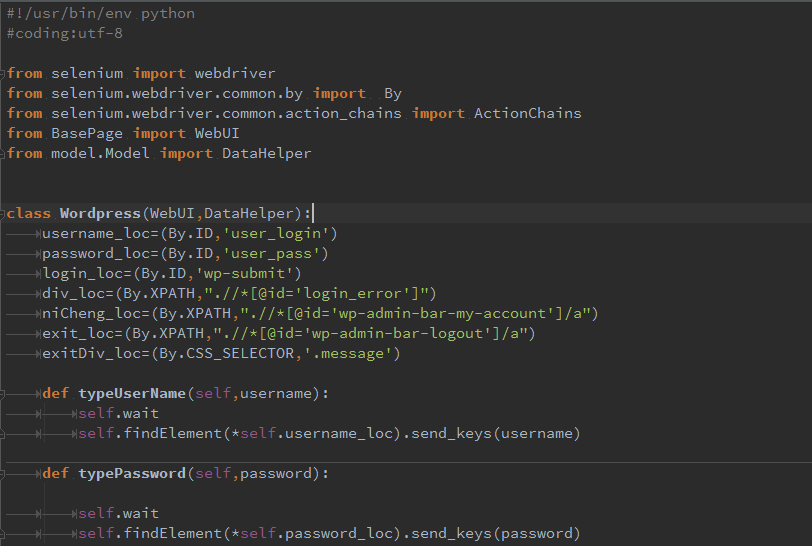 #!/usr/bin/env python
#coding:utf-8
from selenium import webdriver
from selenium.webdriver.common.by import  By
from selenium.webdriver.common.action_chains import ActionChains
from BasePage import WebUI
from model.Model import DataHelper
class Wordpress(WebUI,DataHelper):
username_loc=(By.ID,'user_login')
password_loc=(By.ID,'user_pass')
login_loc=(By.ID,'wp-submit')
div_loc=(By.XPATH,".//*[@id='login_error']")
niCheng_loc=(By.XPATH,".//*[@id='wp-admin-bar-my-account']/a")
exit_loc=(By.XPATH,".//*[@id='wp-admin-bar-logout']/a")
exitDiv_loc=(By.CSS_SELECTOR,'.message')
def typeUserName(self,username):
self.wait
self.findElement(*self.username_loc).send_keys(username)
def typePassword(self,password):
self.wait
self.findElement(*self.password_loc).send_keys(password)